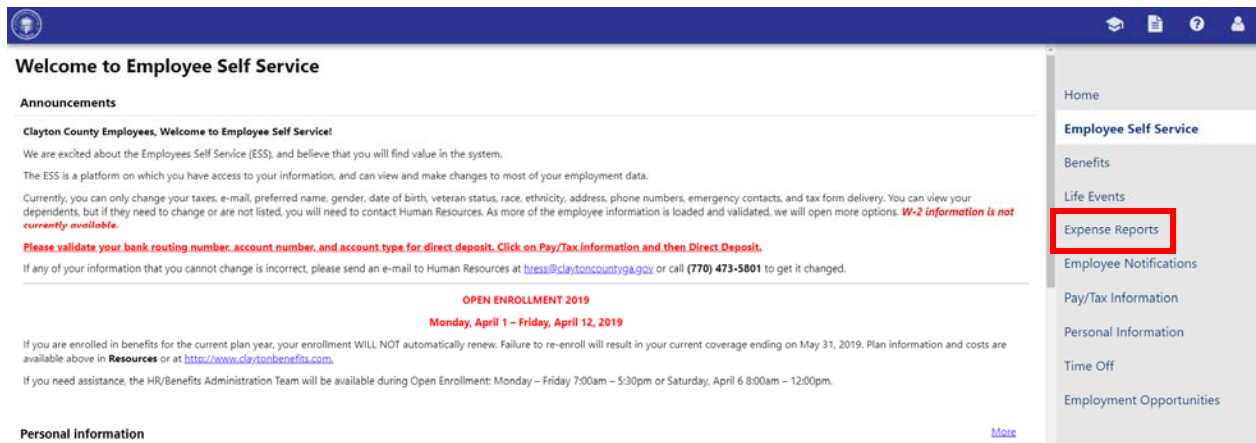 Welcome to Employee Self Service
Announcements
Clayton County Employees, Welcome to Employee Self Service!
We are excited about the Employees Self Service (ESS), and believe that you will find value in the system.
The ESS is a platform on which you have access to your information, and can view and make changes to most of your employment data.
Currently, you can only change your taxes, e-mail, preferred name, gender, date of birth, veteran status, race, ethnicity, address, phone numbers, emergency contacts, and tax form delivery. You can view your
dependents, but if they need to change or are not listed, you will need to contact Human Resources. As more of the employee information is loaded and validated, we will open more options. W-2 information is not
currently available.
Please validate your bank routing number, account number, and account type for direct deposit. Click on Pay/Tax information and then Direct Deposit.
If any of your information that you cannot change is incorrect, please send an e-mail to Human Resources at hress@claytoncountyga.gov or call (770) 473-5801 to get it changed.
OPEN ENROLLMENT 2019
Monday, April 1 – Friday, April 12, 2019
If you are enrolled in benefits for the current plan year, your enrollment WILL NOT automatically renew. Failure to re-enroll will result in your current coverage ending on May 31, 2019. Plan information and costs are
available above in Resources or at http://www.claytonbenefits.com.
If you need assistance, the HR/Benefits Administration Team will be available during Open Enrollment: Monday – Friday 7:00am – 5:30pm or Saturday, April 6 8:00am – 12:00pm.
Personal information
More
Home
Employee Self Service
Benefits
Life Events
Expense Reports
Employee Notifications
Pay/Tax Information
Personal Information
Time Off
Employment Opportunities